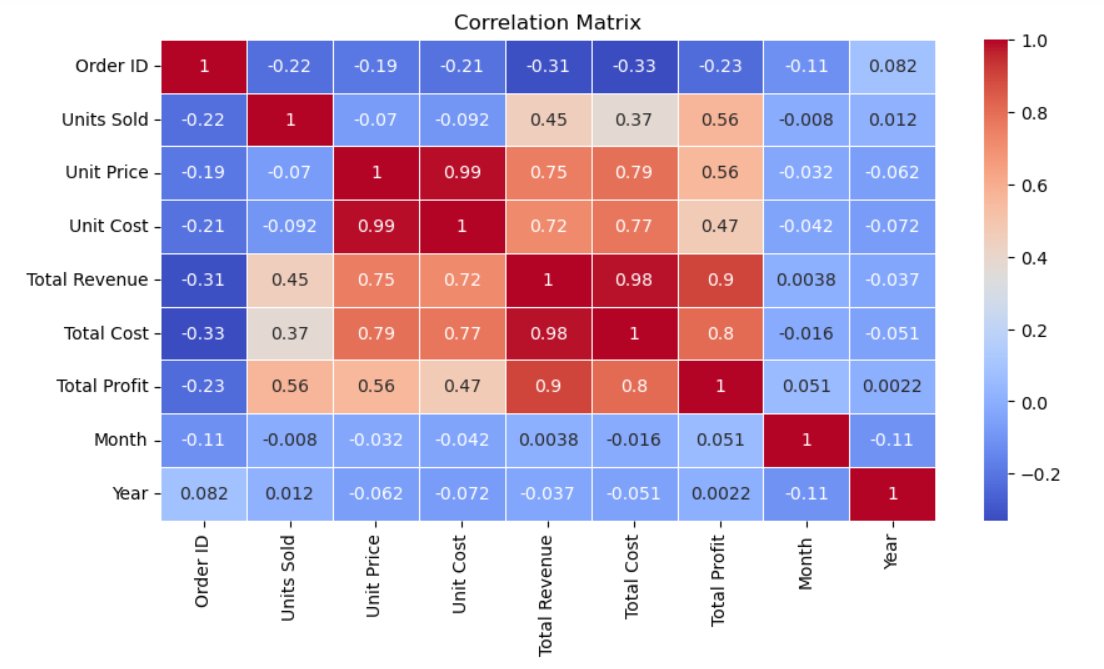 Correlation Matrix
Order ID 1 -0.22 -0.19 -0.21 -0.31 -0.33 -0.23 -0.11 0.082
Units Sold -0.22 1 -0.07 -0.092 0.45 0.37 0.56 -0.008 0.012
Unit Price -0.19 -0.07 1 0.99 0.75 0.79 0.56 -0.032 -0.062
Unit Cost -0.21 -0.092 0.99 1 0.72 0.77 0.47 -0.042 -0.072
Total Revenue -0.31 0.45 0.75 0.72 1 0.98 0.9 0.0038 -0.037
Total Cost -0.33 0.37 0.79 0.77 0.98 1 0.8 -0.016 -0.051
Total Profit -0.23 0.56 0.56 0.47 0.9 0.8 1 0.051 0.0022
Month -0.11 -0.008 -0.032 -0.042 0.0038 -0.016 0.051 1 -0.11
Year 0.082 0.012 -0.062 -0.072 -0.037 -0.051 0.0022 -0.11 1
Order ID
Units Sold
Unit Price
Unit Cost
Total Revenue
Total Cost
Total Profit
Month
Year
1.0
0.8
0.6
0.4
0.2
0.0
−0.2